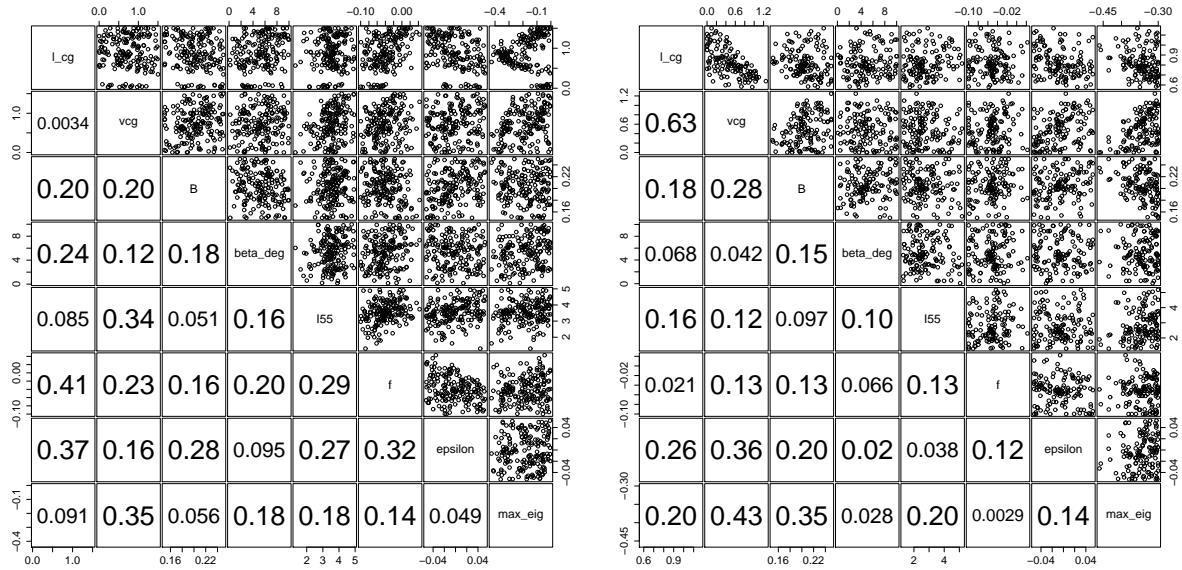 0.0 1.0 0 4 8 −0.10 0.00 −0.4 −0.1
l_cg 0.0 1.0
0.0 1.0 0.0034 vcg
0.20 0.20 B 0.16 0.22
0 4 8 0.24 0.12 0.18 beta_deg
0.085 0.34 0.051 0.16 I55 2 3 4 5
−0.10 0.00 0.41 0.23 0.16 0.20 0.29 f
0.37 0.16 0.28 0.095 0.27 0.32 epsilon −0.04 0.04
−0.4 −0.1 0.091 0.35 0.056 0.18 0.18 0.14 0.049 max_eig
0.0 1.0 0.16 0.22 2 3 4 5 −0.04 0.04
0.0 0.6 1.2 0 4 8 −0.10 −0.02 −0.45 −0.30
l_cg 0.6 0.9
0.0 0.6 1.2 0.63 vcg
0.18 0.28 B 0.16 0.22
0 4 8 0.068 0.042 0.15 beta_deg
0.16 0.12 0.097 0.10 I55 2 4
−0.10 −0.02 0.021 0.13 0.13 0.066 0.13 f
0.26 0.36 0.20 0.02 0.038 0.12 epsilon −0.04 0.04
−0.45 −0.30 0.20 0.43 0.35 0.028 0.20 0.0029 0.14 max_eig
0.6 0.9 0.16 0.22 2 4 −0.04 0.04